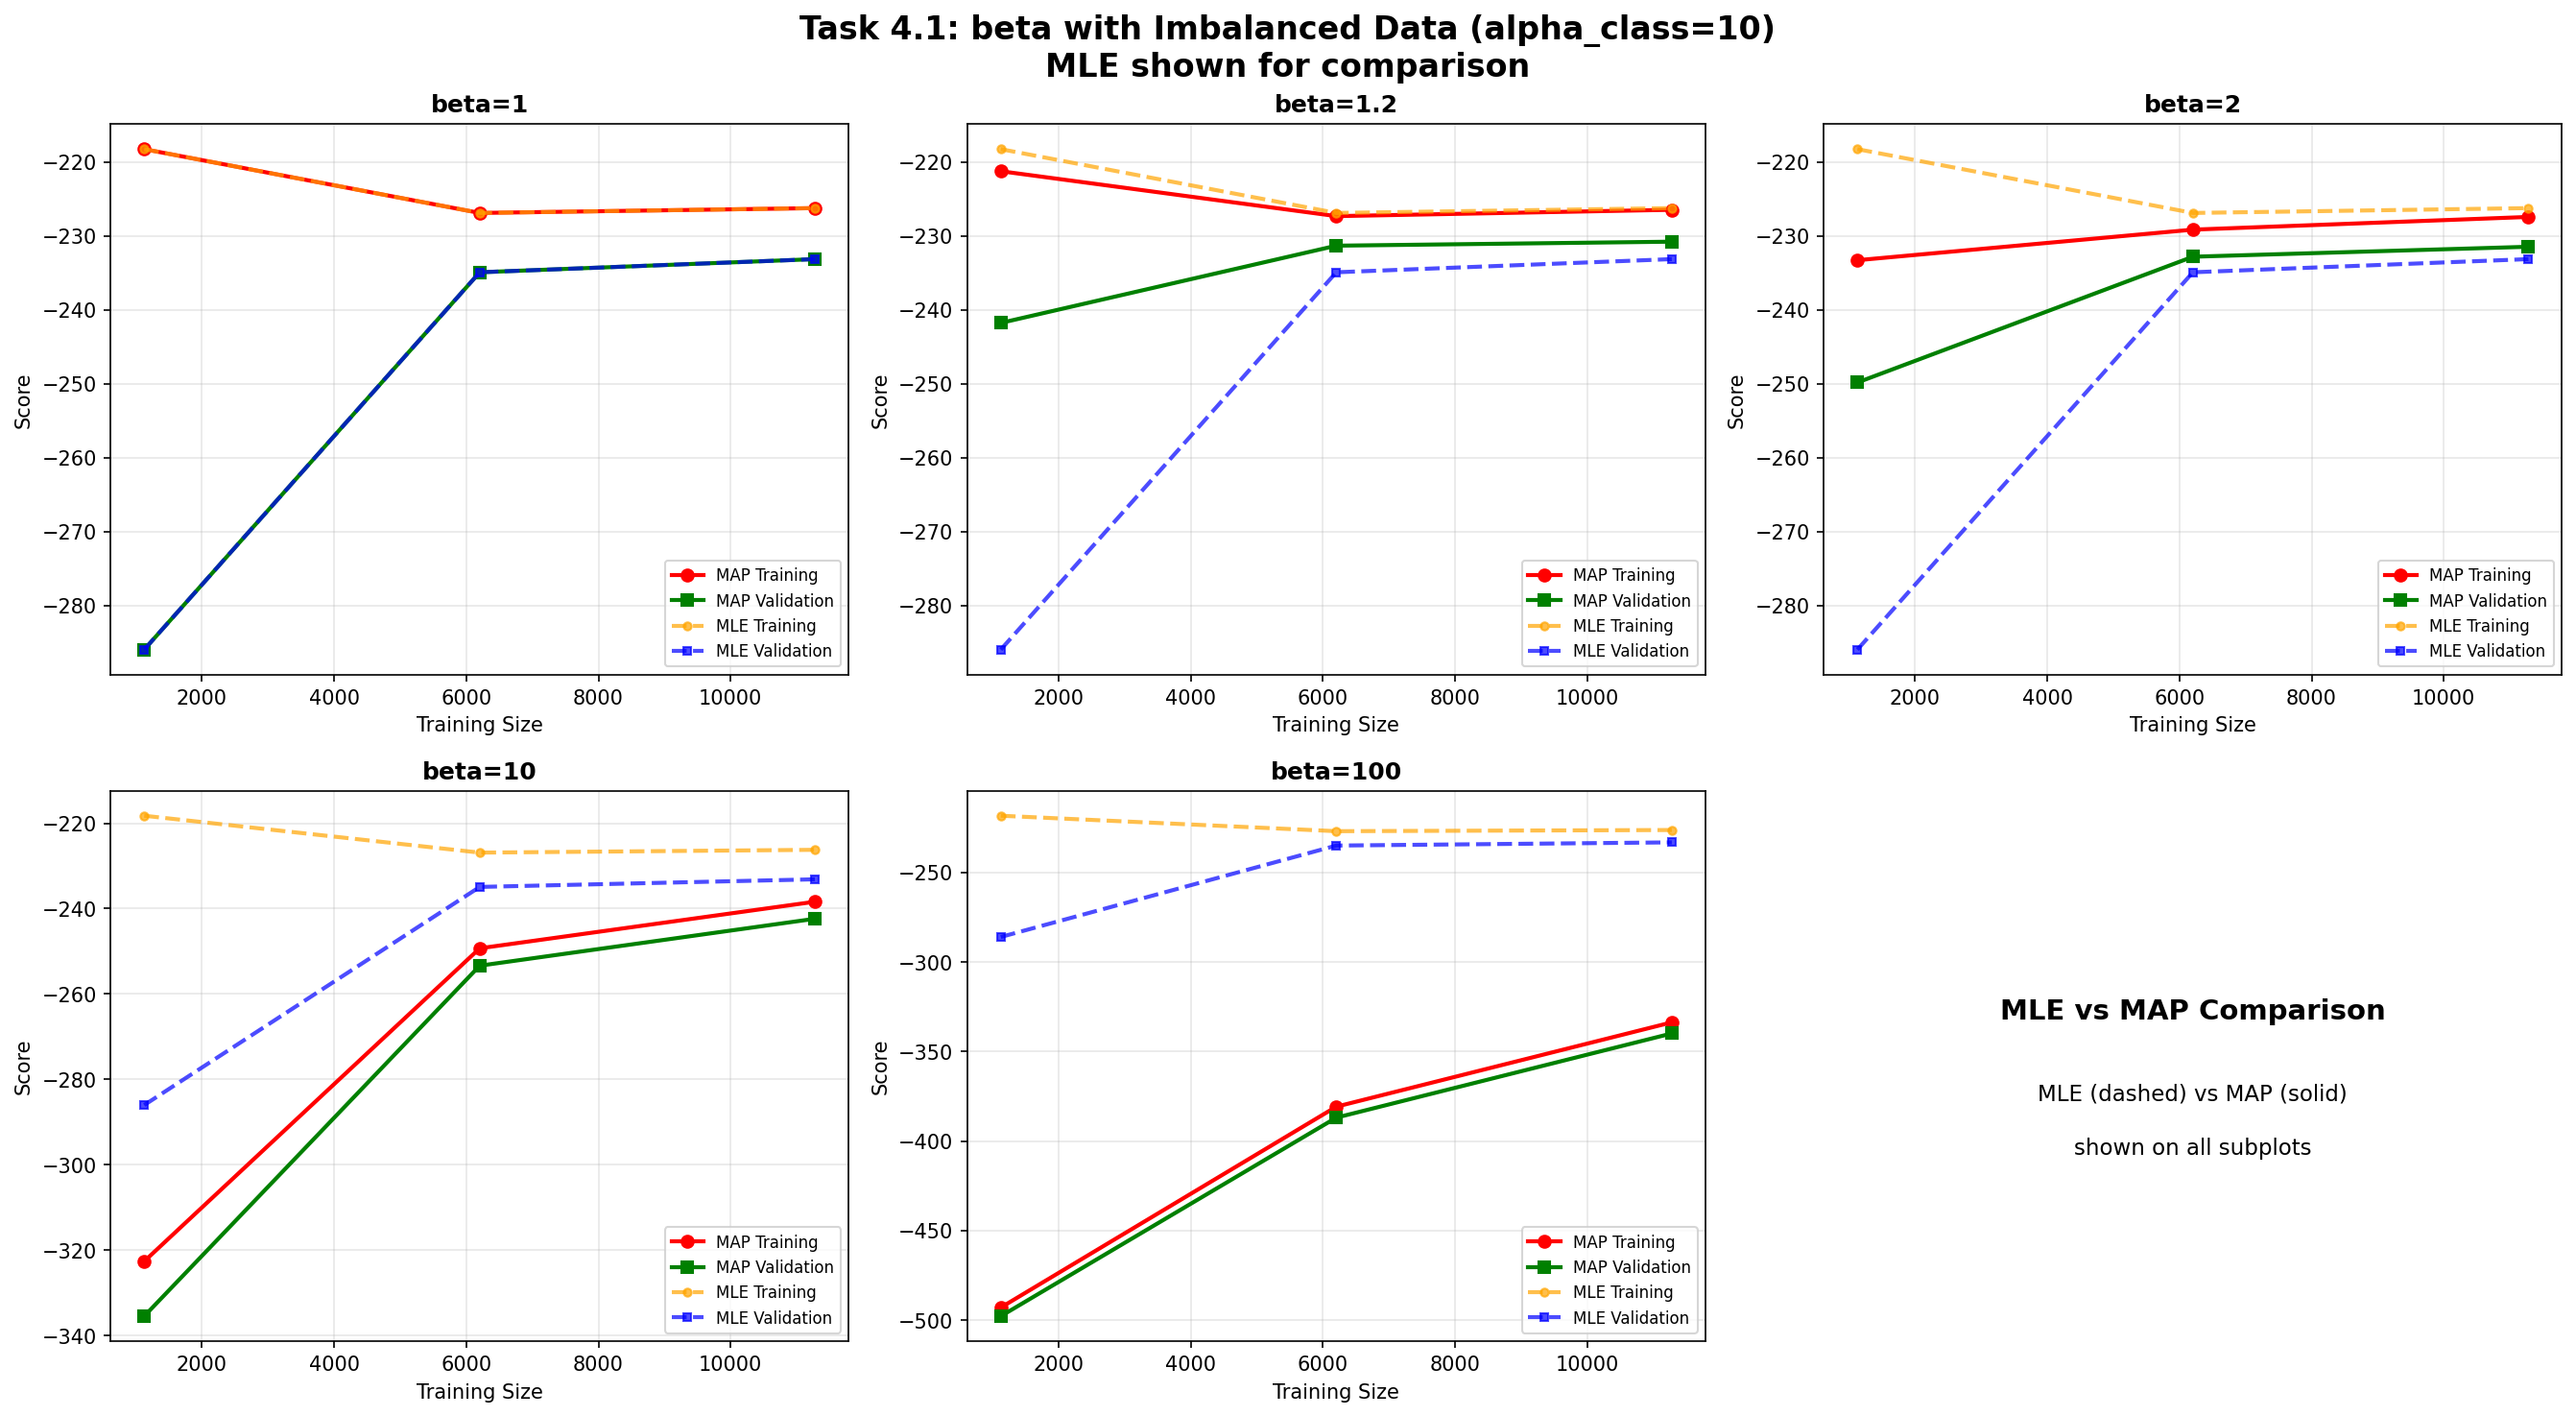 Task 4.1: beta with Imbalanced Data (alpha_class=10)
MLE shown for comparison
beta=1
−220
−230
−240
−250
−260
−270
−280
Score
2000 4000 6000 8000 10000
Training Size
MAP Training
MAP Validation
MLE Training
MLE Validation
beta=1.2
−220
−230
−240
−250
−260
−270
−280
Score
2000 4000 6000 8000 10000
Training Size
MAP Training
MAP Validation
MLE Training
MLE Validation
beta=2
−220
−230
−240
−250
−260
−270
−280
Score
2000 4000 6000 8000 10000
Training Size
MAP Training
MAP Validation
MLE Training
MLE Validation
beta=10
−220
−240
−260
−280
−300
−320
−340
Score
2000 4000 6000 8000 10000
Training Size
MAP Training
MAP Validation
MLE Training
MLE Validation
beta=100
−250
−300
−350
−400
−450
−500
Score
2000 4000 6000 8000 10000
Training Size
MAP Training
MAP Validation
MLE Training
MLE Validation
MLE vs MAP Comparison
MLE (dashed) vs MAP (solid)
shown on all subplots